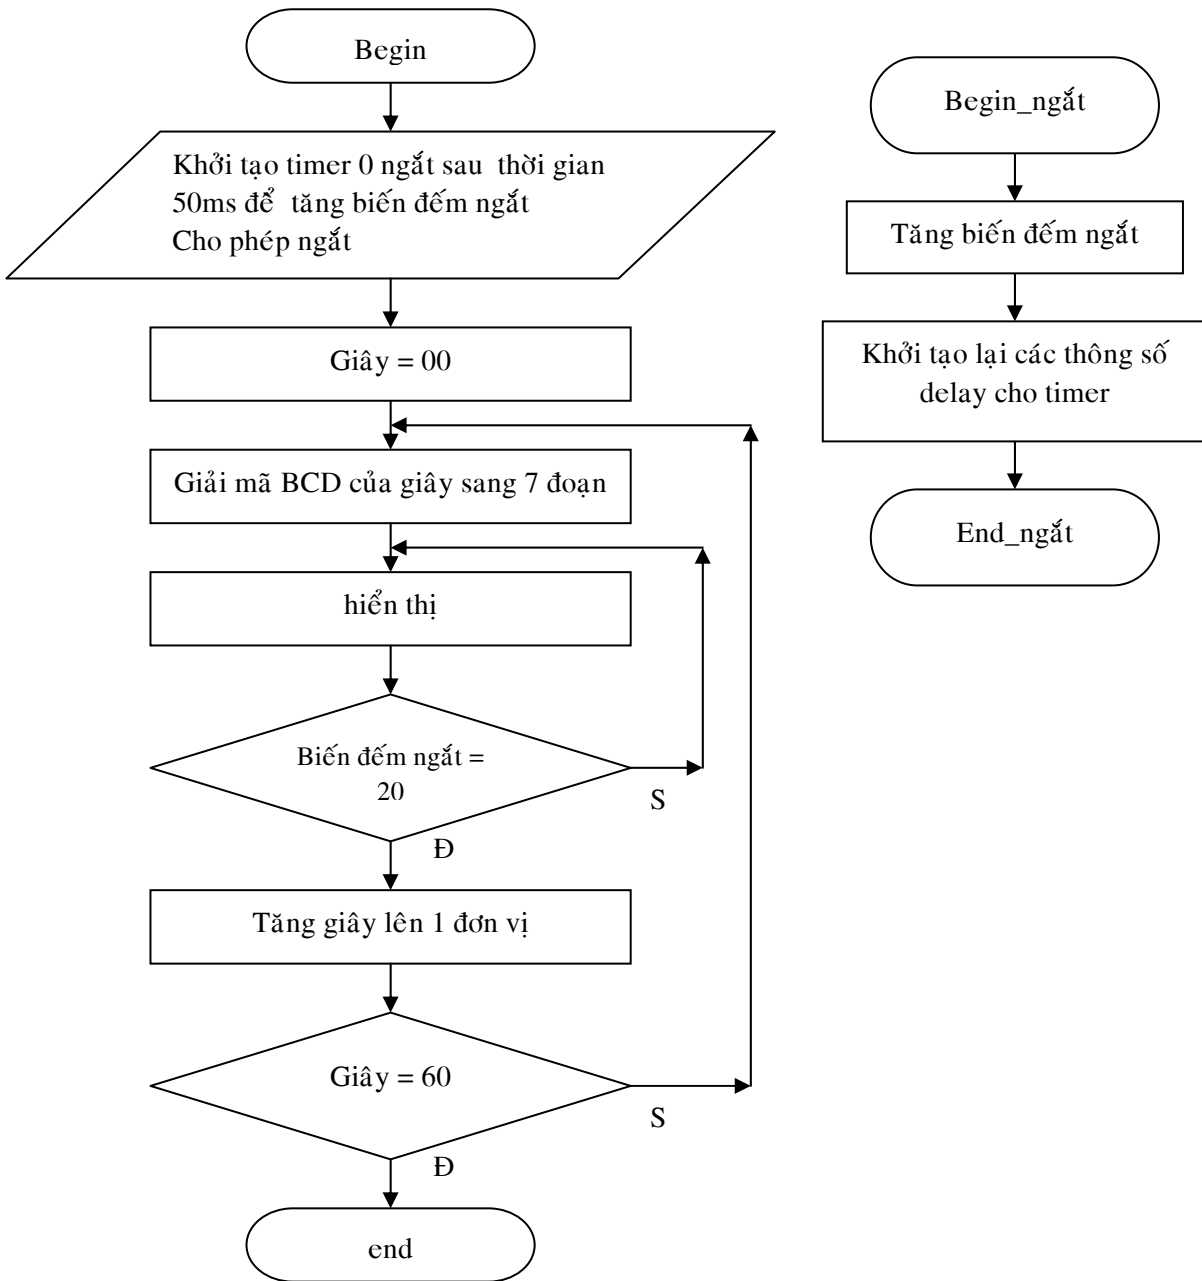 Begin
Khởi tạo timer 0 ngắt sau thời gian
50ms để tăng biến đếm ngắt
Cho phép ngắt
Giây = 00
Giải mã BCD của giây sang 7 đoạn
hiển thị
Biến đếm ngắt =
20
S
Đ
Tăng giây lên 1 đơn vị
Giây = 60
S
Đ
end
Begin_ngắt
Tăng biến đếm ngắt
Khởi tạo lại các thông số
delay cho timer
End_ngắt